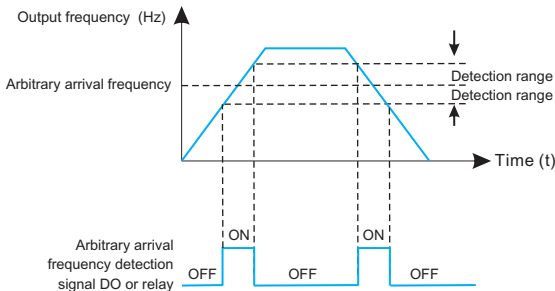 Output frequency (Hz)
Detection range
Arbitrary arrival frequency
Detection range
Time (t)
ON
ON
Arbitrary arrival
frequency detection
signal DO or relay
OFF
OFF
OFF